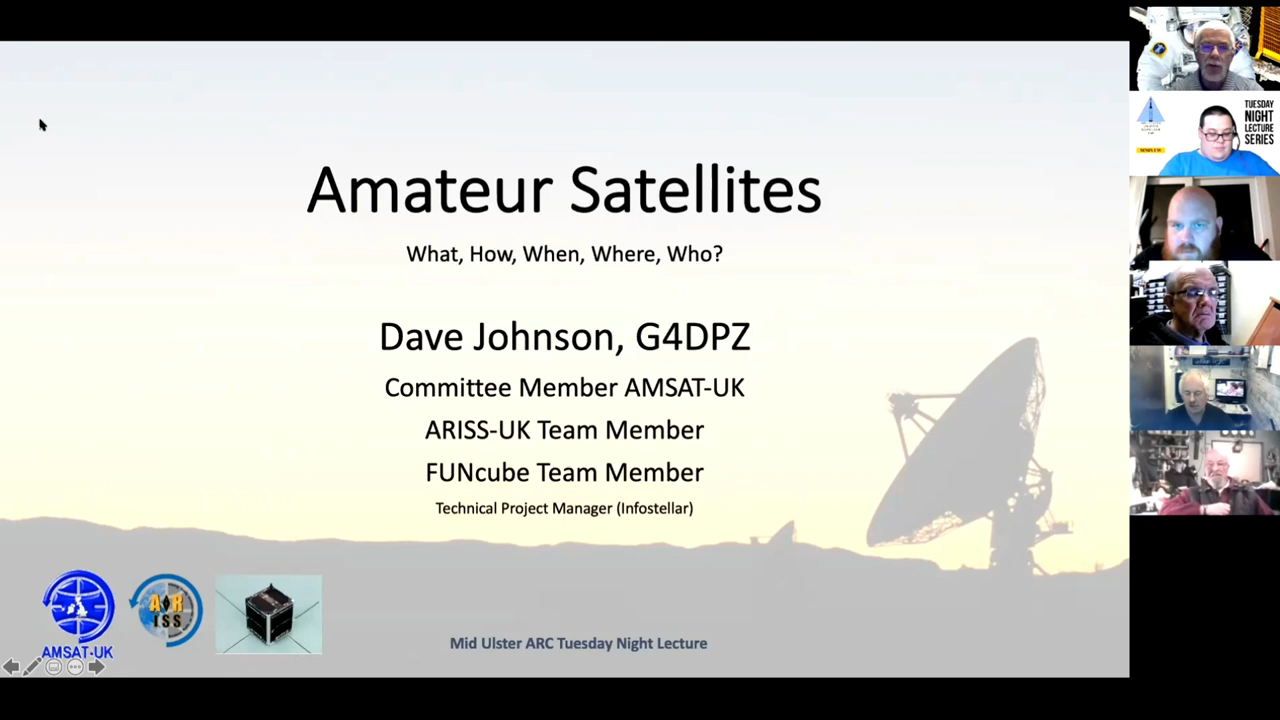 Amateur Satellites
What, How, When, Where, Who?
Dave Johnson, G4DPZ
Committee Member AMSAT-UK
ARISS-UK Team Member
FUNcube Team Member
Technical Project Manager (Infostellar)
AMSAT-UK
ARISS
Mid Ulster ARC Tuesday Night Lecture
TUESDAY
NIGHT
LECTURE
SERIES